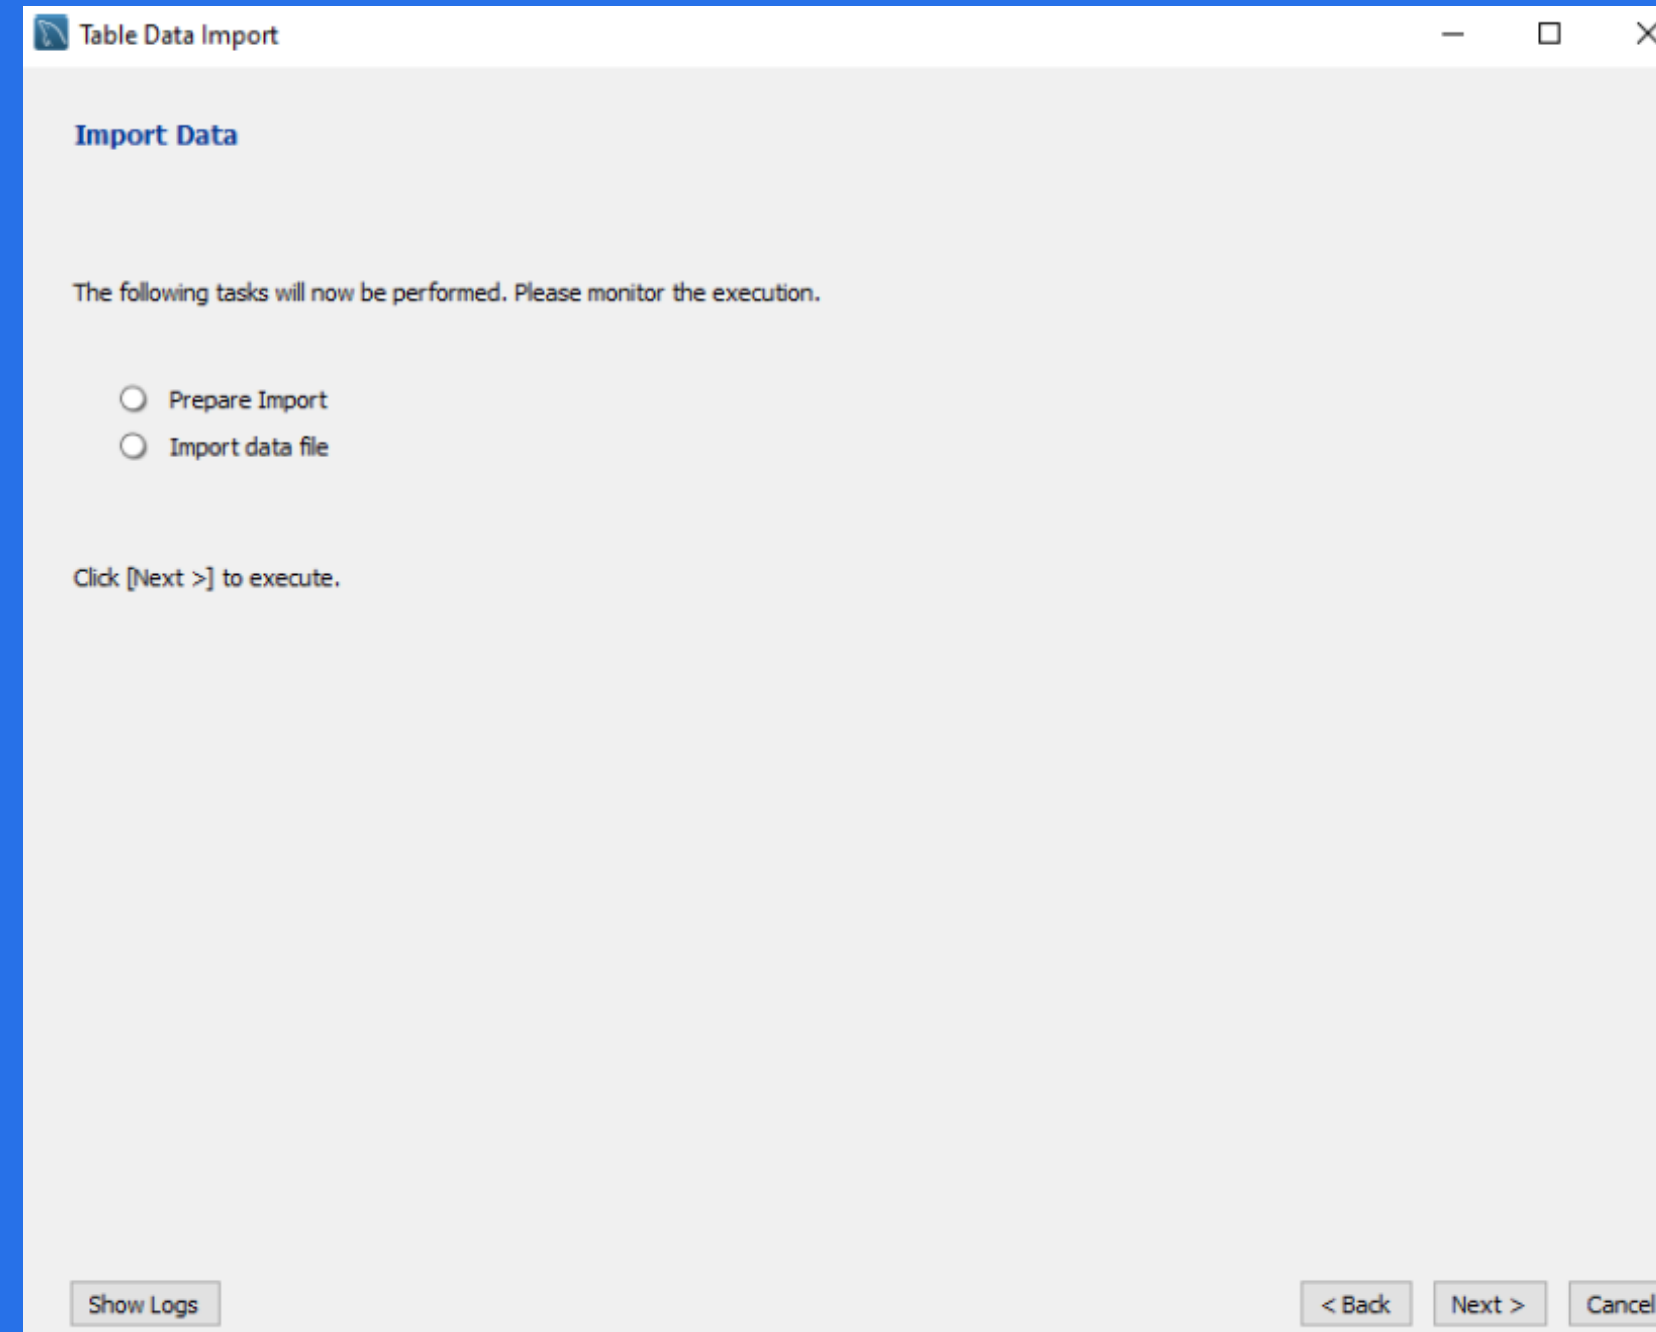 Table Data Import
Import Data
The following tasks will now be performed. Please monitor the execution.
Prepare Import
Import data file
Click [Next >] to execute.
Show Logs
< Back
Next >
Cancel